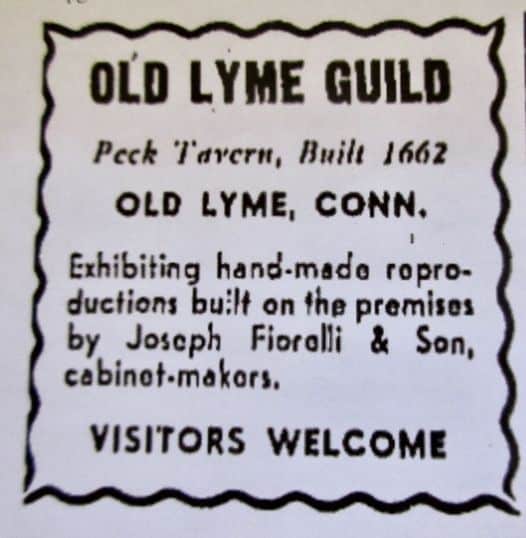 OLD LYME GUILD
Peck Tavern, Built 1662
OLD LYME, CONN.
Exhibiting hand-made repro-
ductions built on the premises
by Joseph Fiorelli & Son,
cabinet-makers.
VISITORS WELCOME